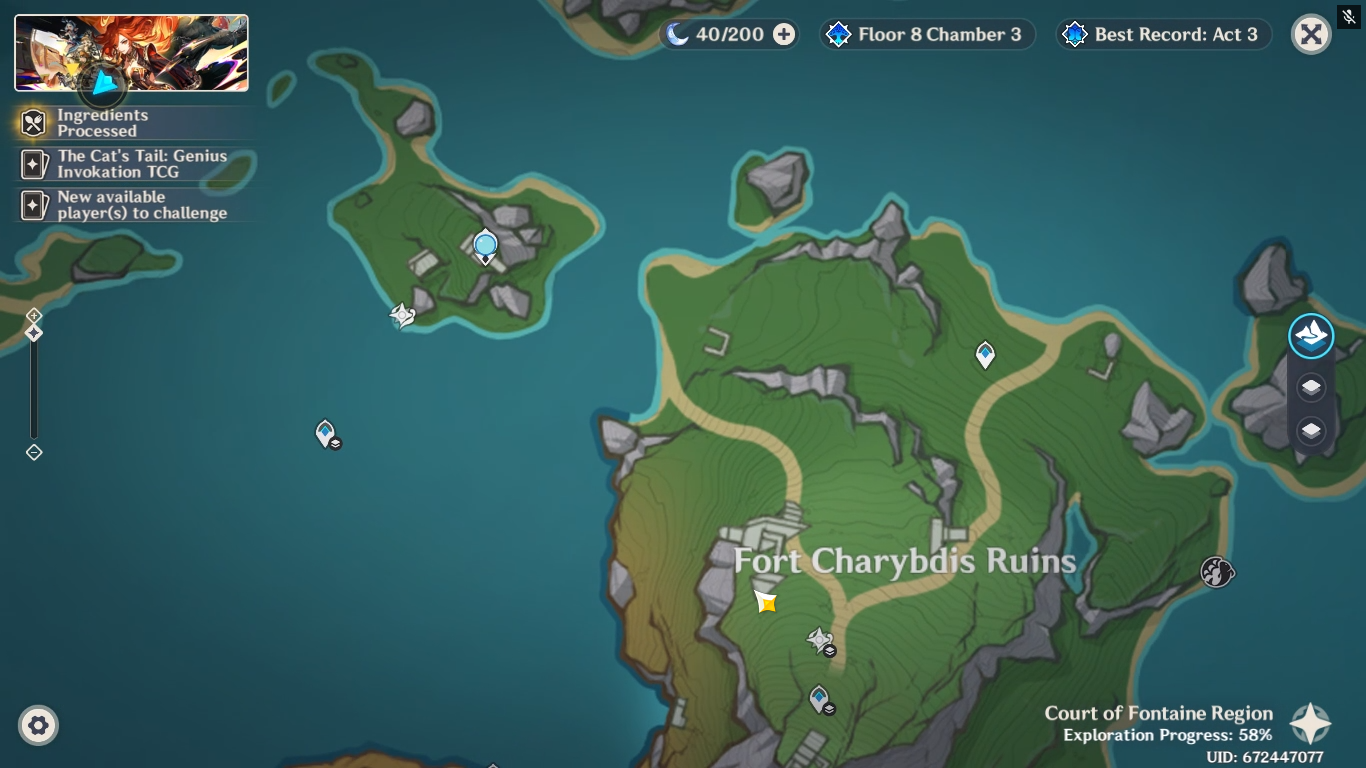 40/200
Floor 8 Chamber 3
Best Record: Act 3
Ingredients
Processed
The Cat's Tail: Genius
Invokation TCG
New available
player(s) to challenge
Fort Charybdis Ruins
Court of Fontaine Region
Exploration Progress: 58%
UID: 672447077